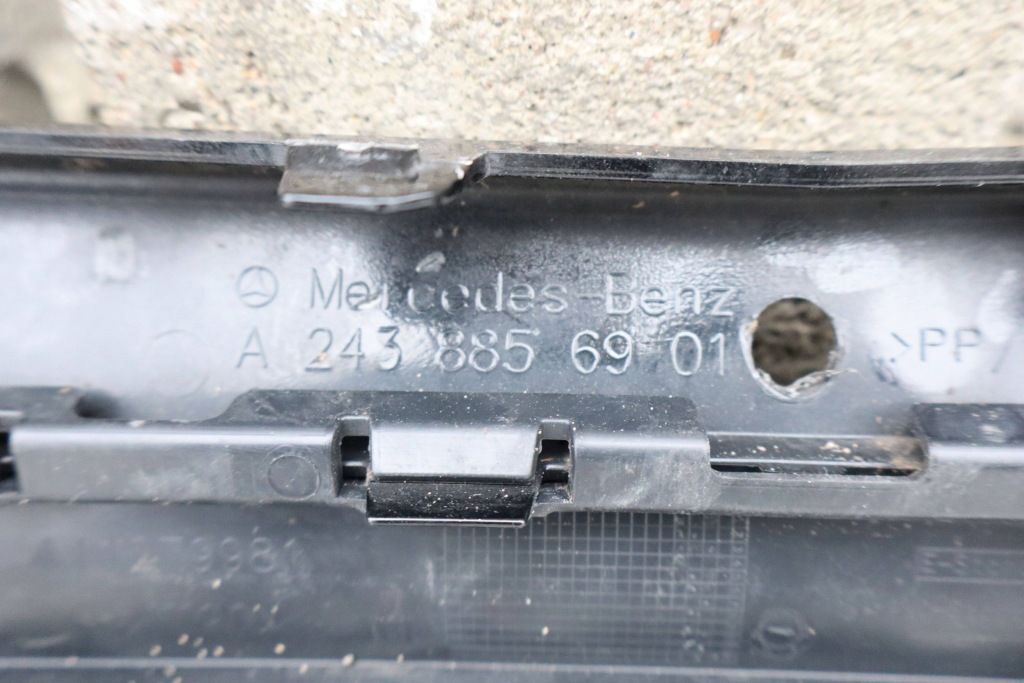 Mercedes-Benz
A 243 885 69 01
>PP/